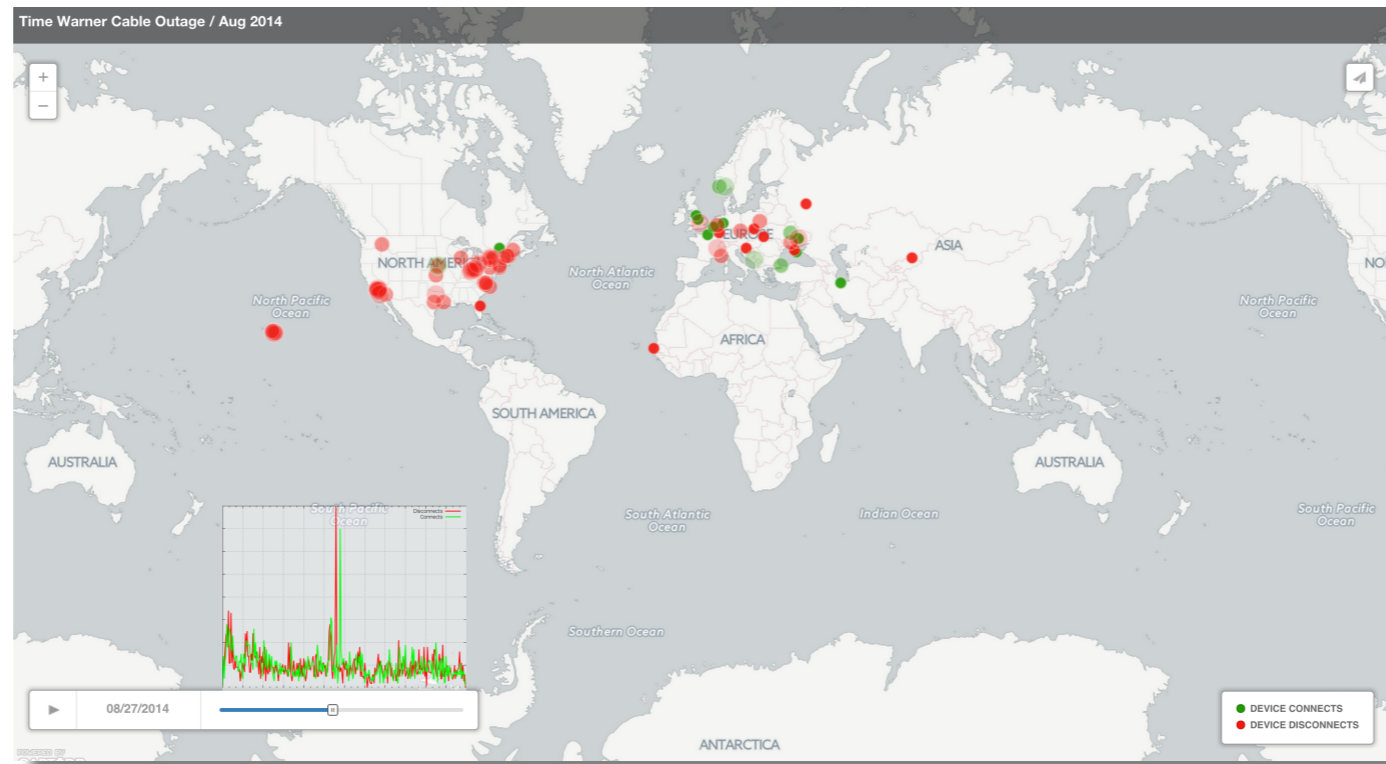 Time Warner Cable Outage / Aug 2014
+
−
NORTH AMER
EUROPE
ASIA
NO
North Atlantic
Ocean
North Pacific
Ocean
North Pacific
Ocean
AFRICA
SOUTH AMERICA
AUSTRALIA
AUSTRALIA
South Pacific
Ocean
Disconnects
Connects
South Atlantic
Ocean
Indian Ocean
South Pacific
Ocean
Southern Ocean
08/27/2014
DEVICE CONNECTS
DEVICE DISCONNECTS
ANTARCTICA
POWERED BY